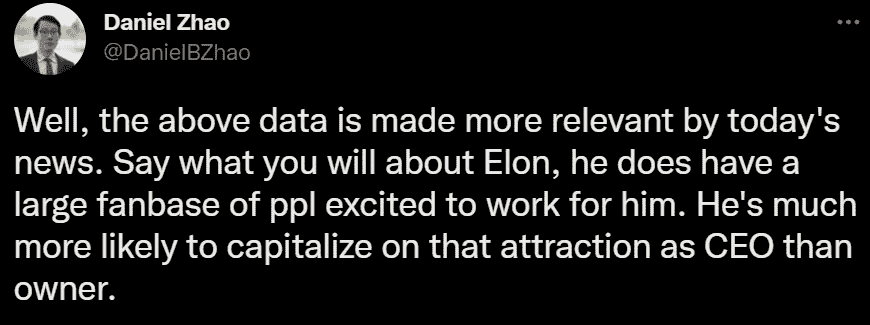 Daniel Zhao
@DanielBZhao
Well, the above data is made more relevant by today's
news. Say what you will about Elon, he does have a
large fanbase of ppl excited to work for him. He's much
more likely to capitalize on that attraction as CEO than
owner.